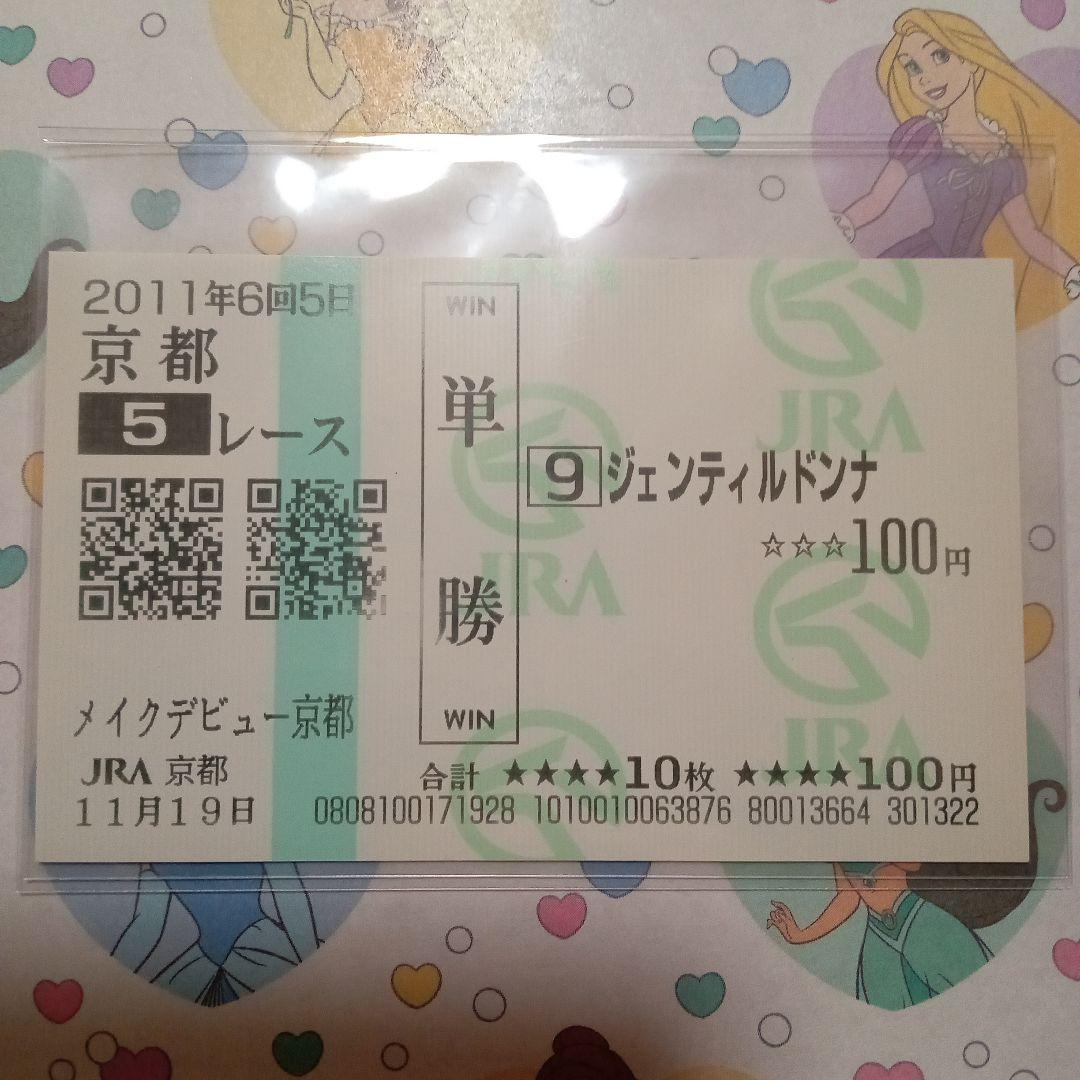 2011年6回5日
京都
5レース
メイクデビュー京都
JRA 京都
11月19日
WIN
単勝
WIN
9 ジェンティルドンナ
☆☆☆100円
合計 ★★★★10枚 ★★★★100円
0808100171928 1010010063876 80013664 301322
JRA
JRA
JRA